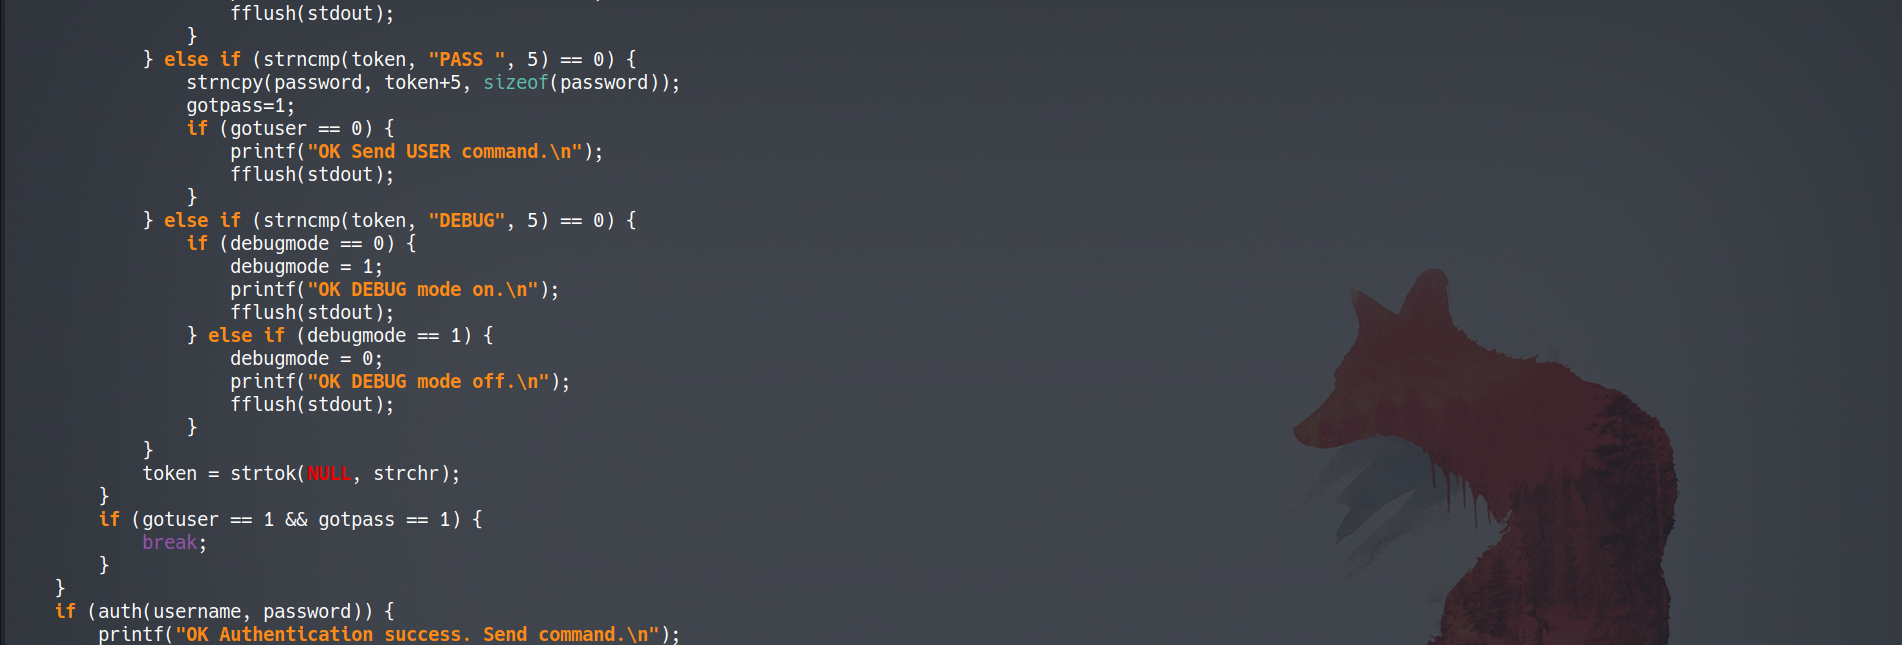 fflush(stdout);
}
} else if (strncmp(token, "PASS ", 5) == 0) {
strncpy(password, token+5, sizeof(password));
gotpass=1;
if (gotuser == 0) {
printf("OK Send USER command.\n");
fflush(stdout);
}
} else if (strncmp(token, "DEBUG", 5) == 0) {
if (debugmode == 0) {
debugmode = 1;
printf("OK DEBUG mode on.\n");
fflush(stdout);
} else if (debugmode == 1) {
debugmode = 0;
printf("OK DEBUG mode off.\n");
fflush(stdout);
}
}
token = strtok(NULL, strchr);
}
if (gotuser == 1 && gotpass == 1) {
break;
}
}
if (auth(username, password)) {
printf("OK Authentication success. Send command.\n");